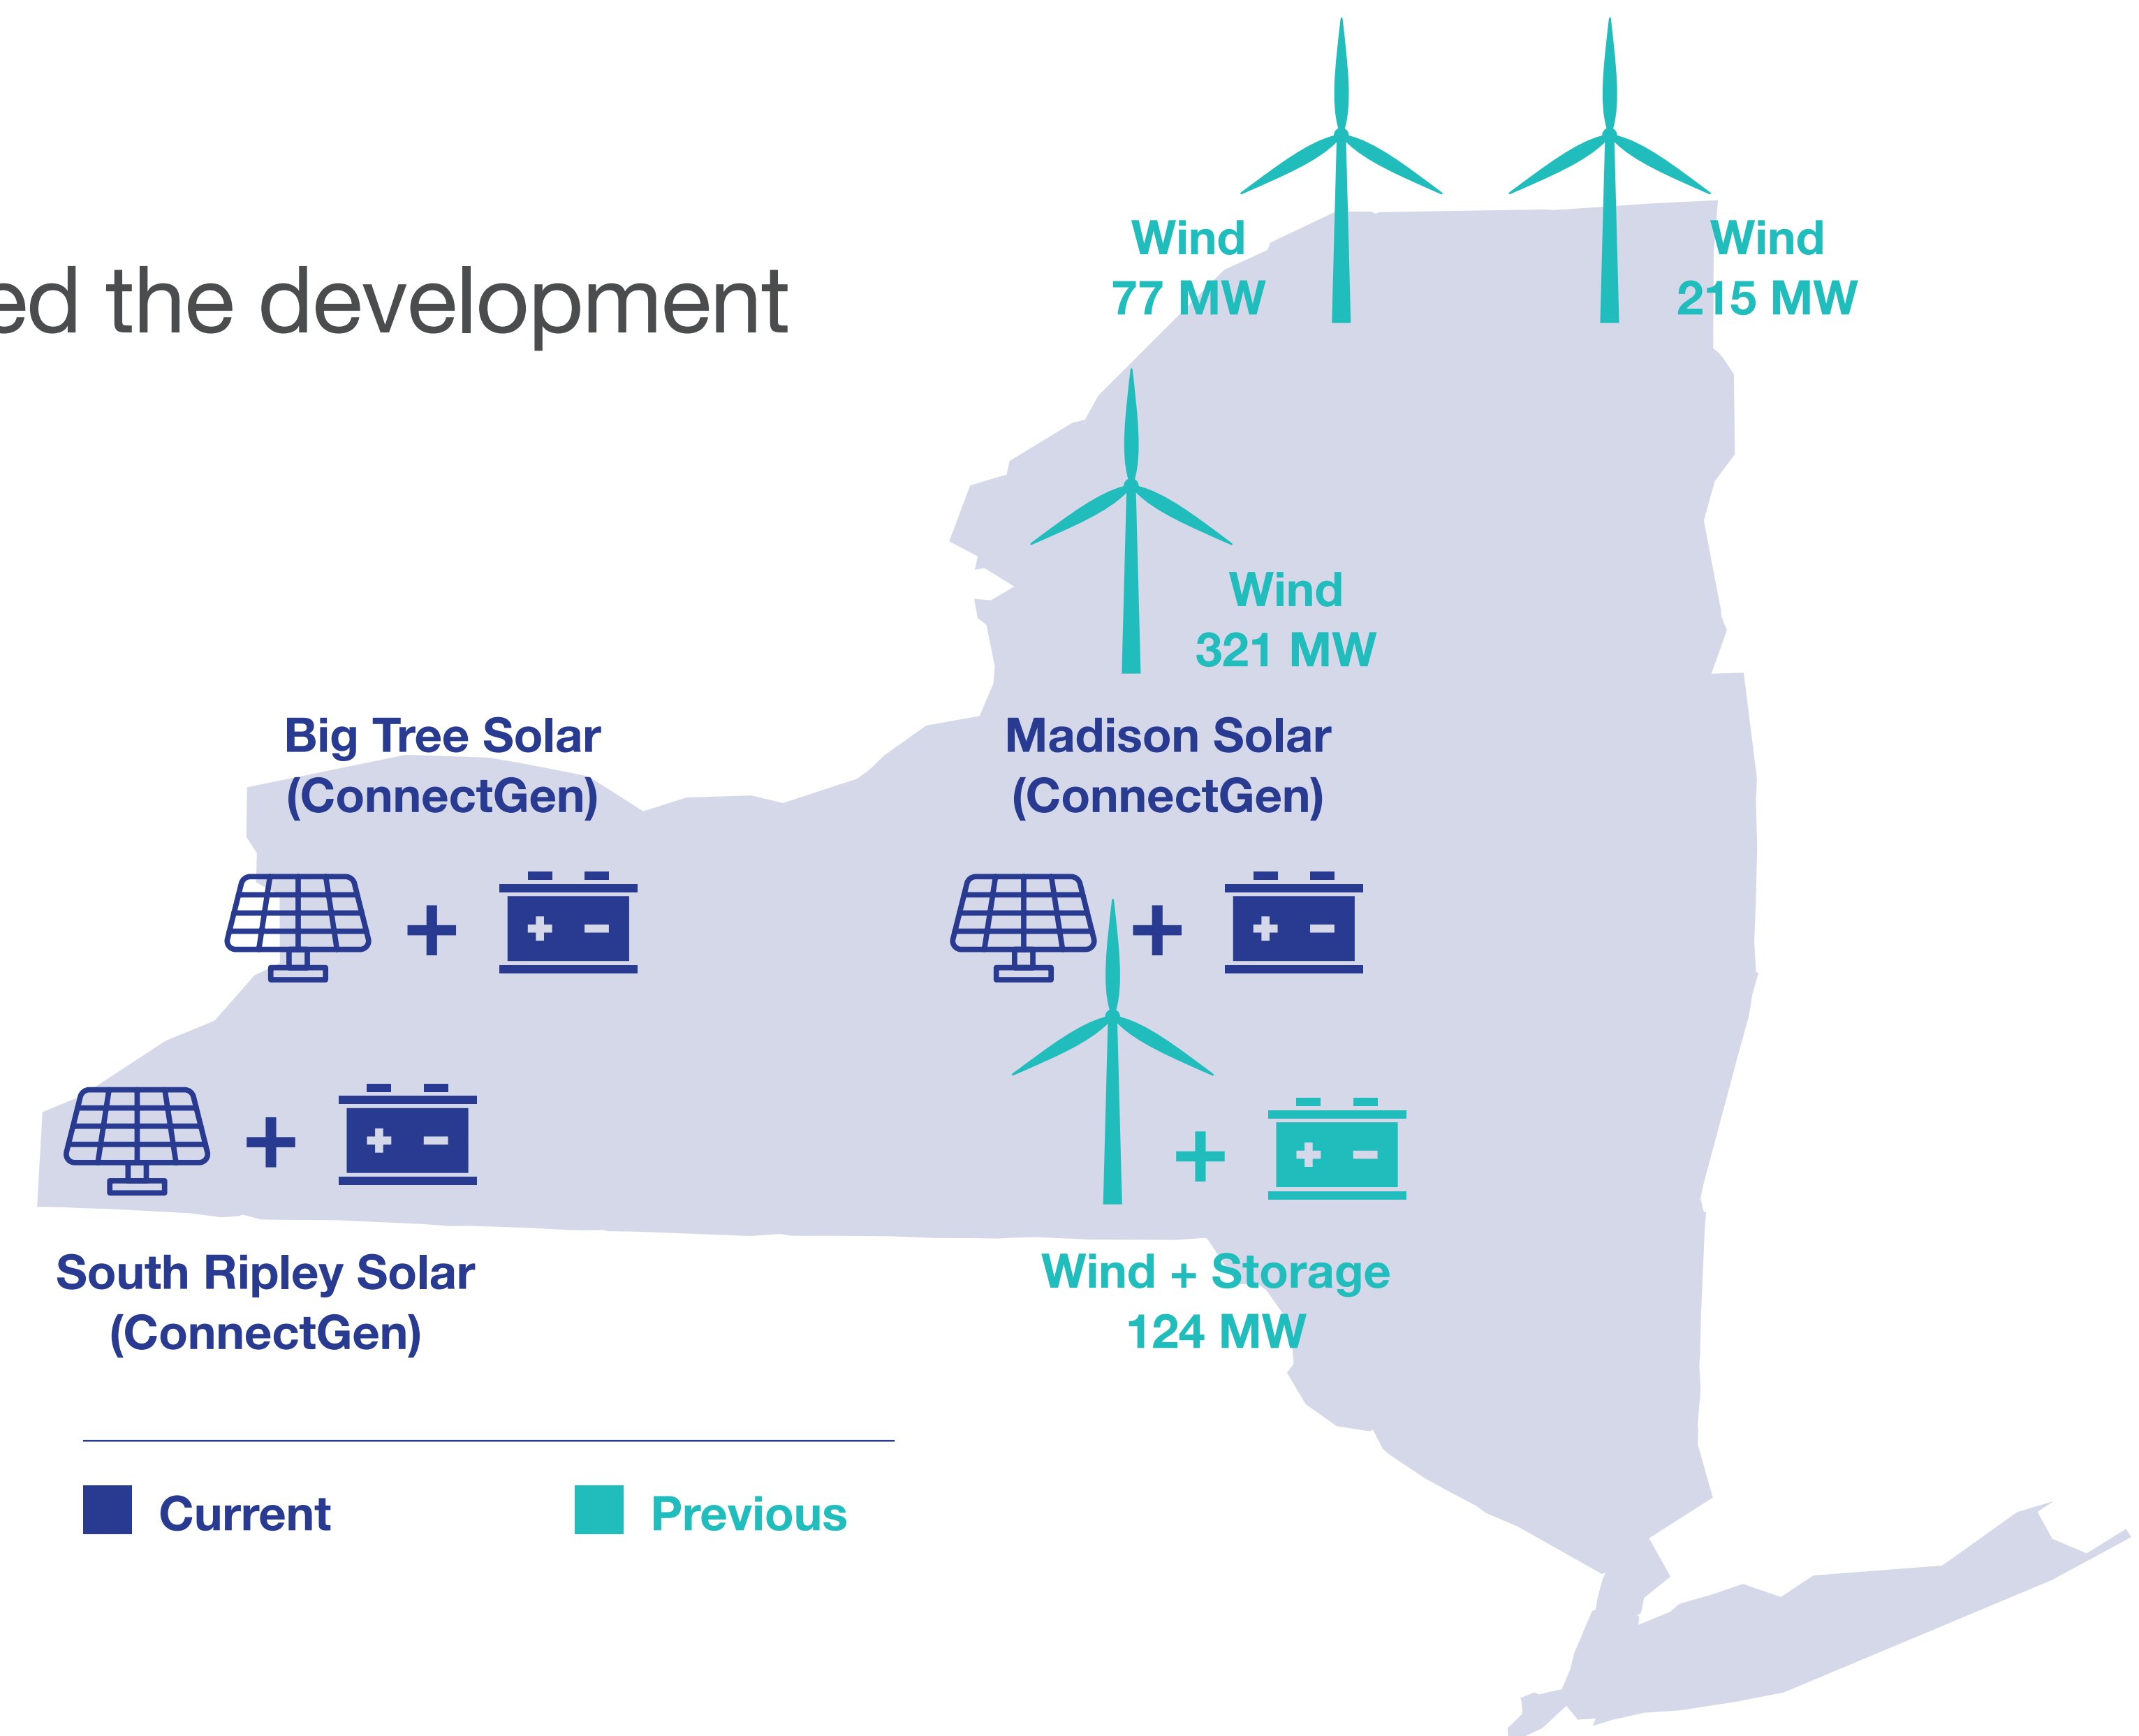 ed the development
Wind
77 MW
Wind
215 MW
Wind
321 MW
Big Tree Solar
(ConnectGen)
Madison Solar
(ConnectGen)
+
+
+
+
South Ripley Solar
(ConnectGen)
Wind + Storage
124 MW
Current
Previous